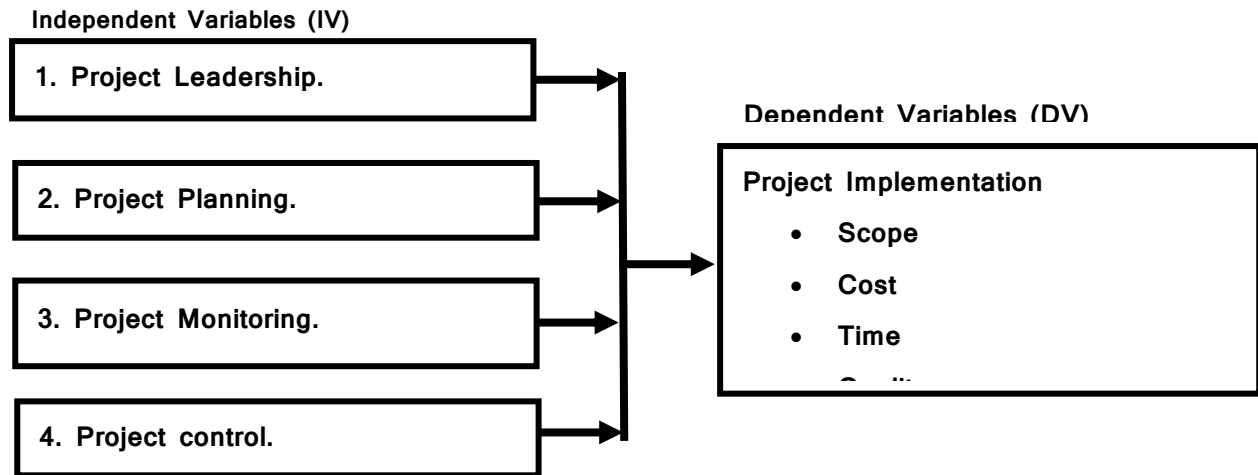 Independent Variables (IV)
1. Project Leadership.
2. Project Planning.
3. Project Monitoring.
4. Project control.
Dependent Variables (DV)
Project Implementation
• Scope
• Cost
• Time